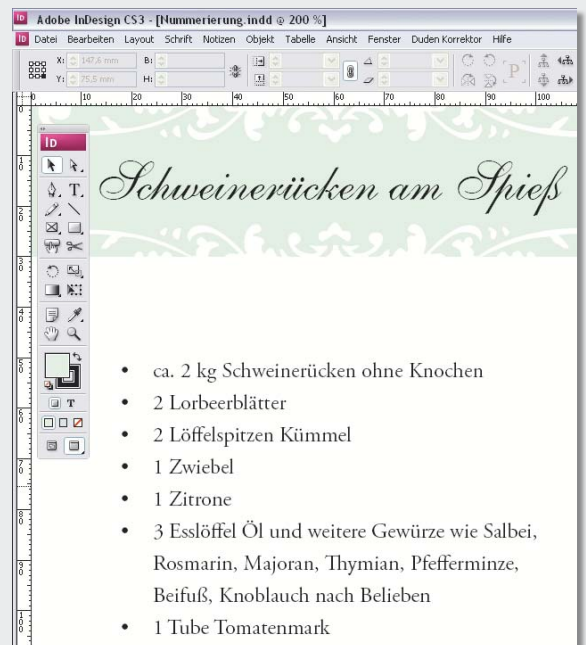 Adobe InDesign CS3 - [Nummerierung.indd @ 200 %]
Datei Bearbeiten Layout Schrift Notizen Objekt Tabelle Ansicht Fenster Duden Korrektor Hilfe
X: 147,6 mm B:
Y: 75,5 mm H:
0 10 20 30 40 50 60 70 80 90 100
Schweinerücken am Spieß
• ca. 2 kg Schweinerücken ohne Knochen
• 2 Lorbeerblätter
• 2 Löffelspitzen Kümmel
• 1 Zwiebel
• 1 Zitrone
• 3 Esslöffel Öl und weitere Gewürze wie Salbei,
Rosmarin, Majoran, Thymian, Pfefferminze,
Beifuß, Knoblauch nach Belieben
• 1 Tube Tomatenmark